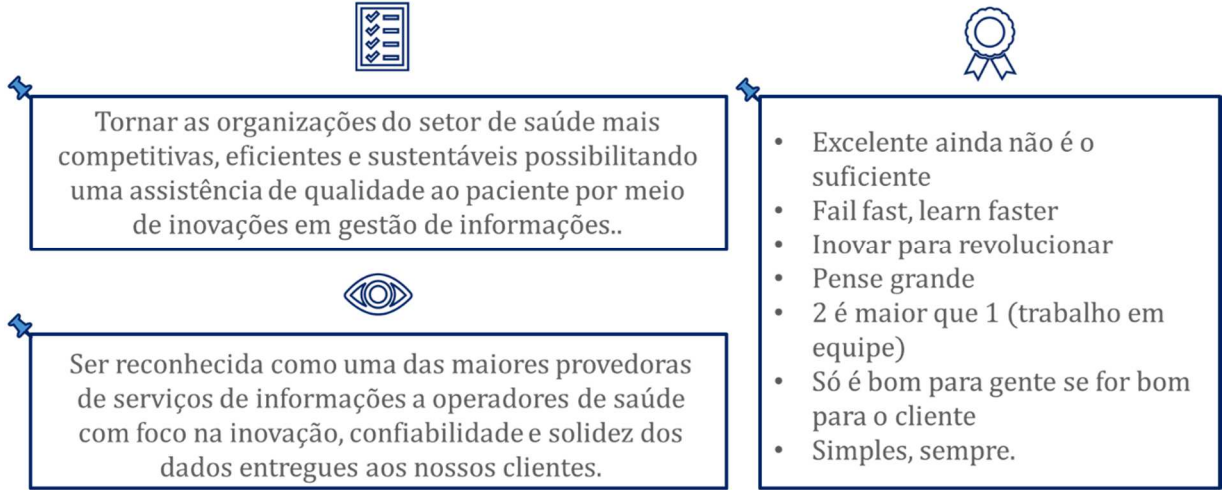 Tornar as organizações do setor de saúde mais
competitivas, eficientes e sustentáveis possibilitando
uma assistência de qualidade ao paciente por meio
de inovações em gestão de informações..
Ser reconhecida como uma das maiores provedoras
de serviços de informações a operadores de saúde
com foco na inovação, confiabilidade e solidez dos
dados entregues aos nossos clientes.
• Excelente ainda não é o
suficiente
• Fail fast, learn faster
• Inovar para revolucionar
• Pense grande
• 2 é maior que 1 (trabalho em
equipe)
• Só é bom para gente se for bom
para o cliente
• Simples, sempre.